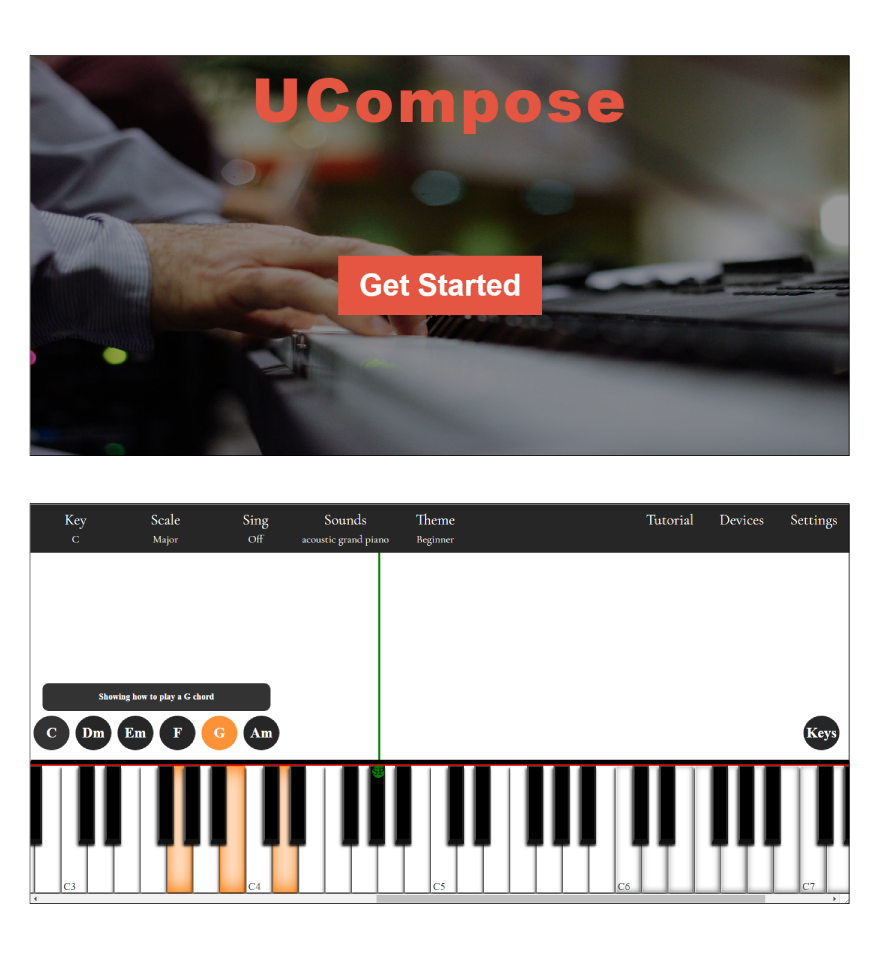 UCompose
Get Started
Key Scale Sing Sounds Theme Tutorial Devices Settings
C Major Off acoustic grand piano Beginner
Showing how to play a G chord
C Dm Em F G Am Keys
C3 C4 C5 C6 C7